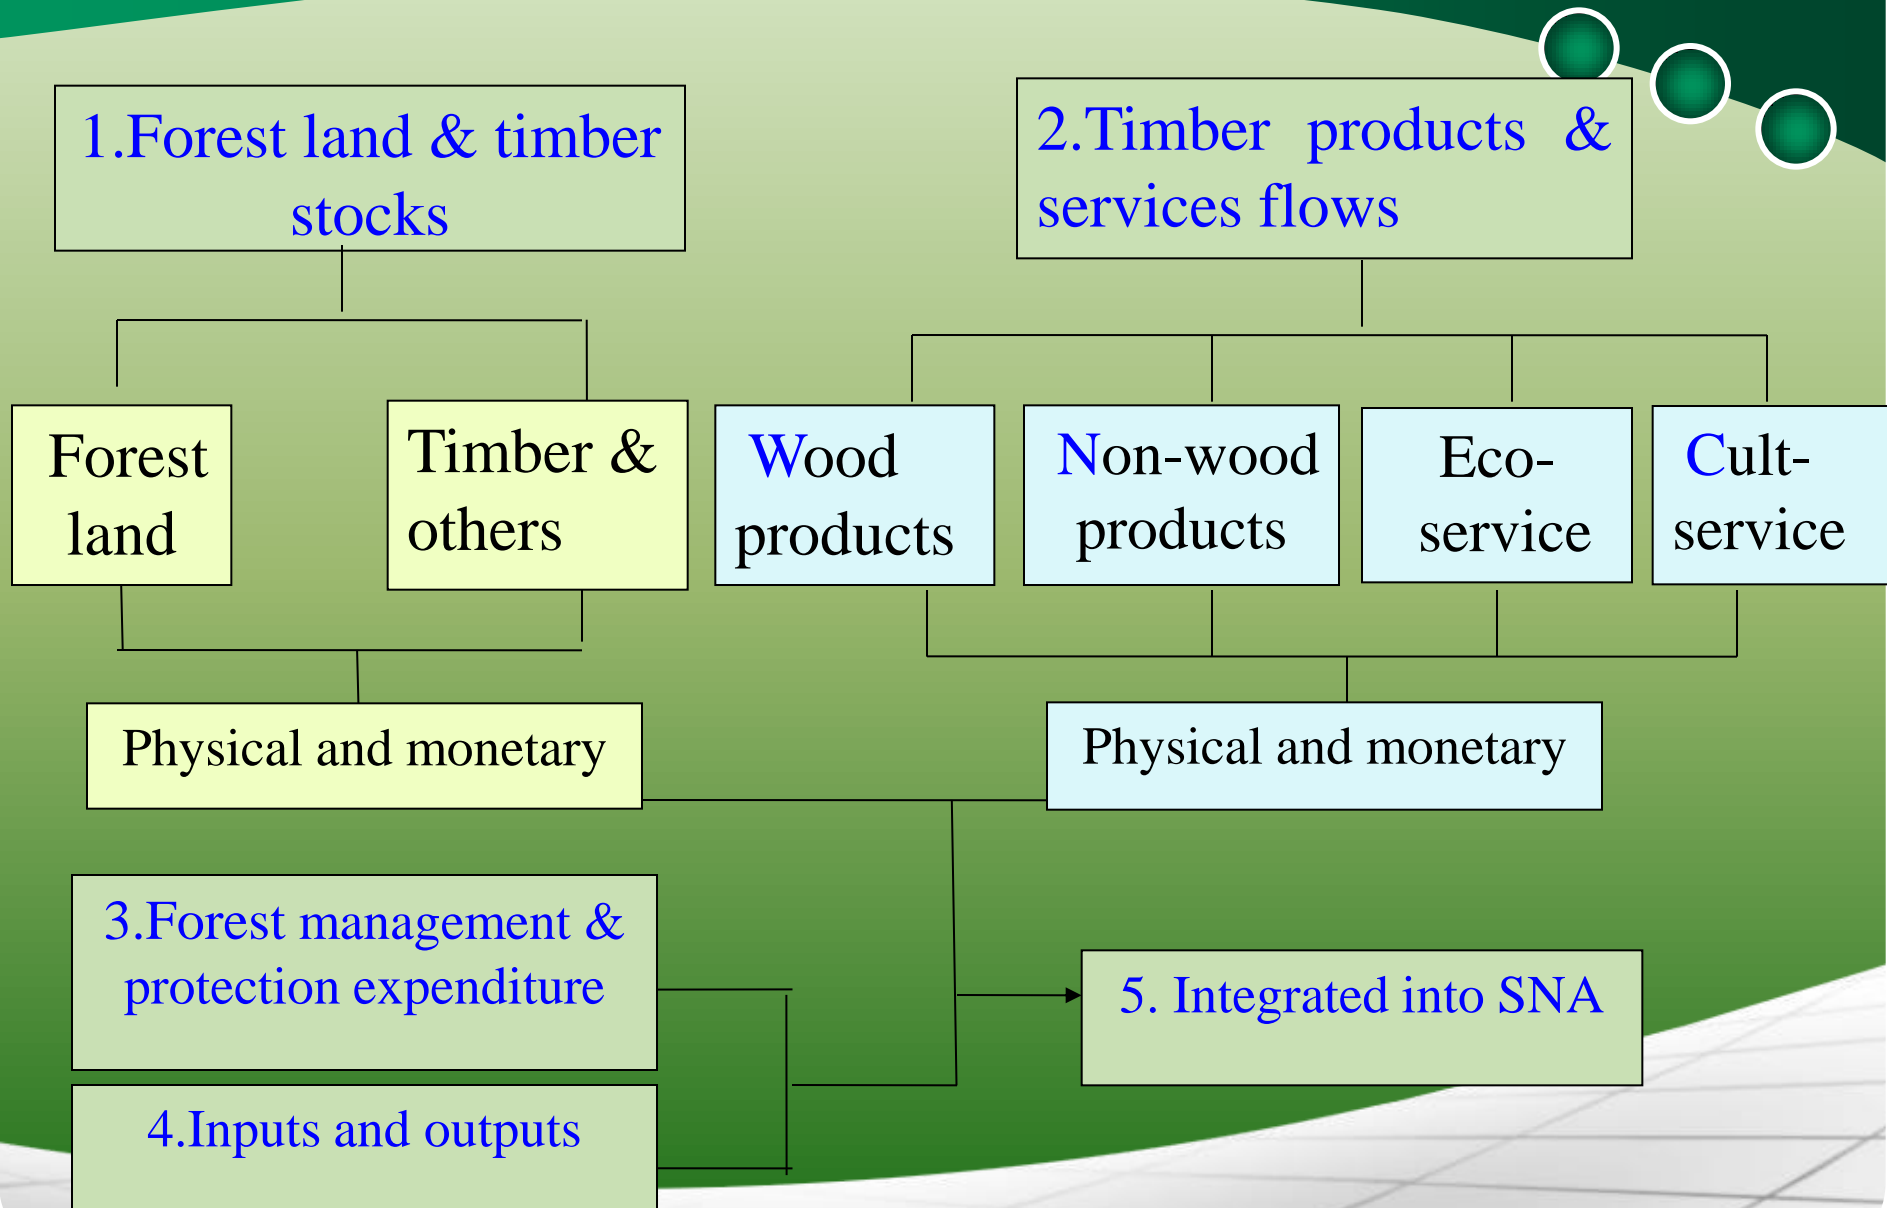 1.Forest land & timber
stocks
2.Timber products &
services flows
Forest
land
Timber &
others
Wood
products
Non-wood
products
Eco-
service
Cult-
service
Physical and monetary
Physical and monetary
3.Forest management &
protection expenditure
4.Inputs and outputs
5. Integrated into SNA